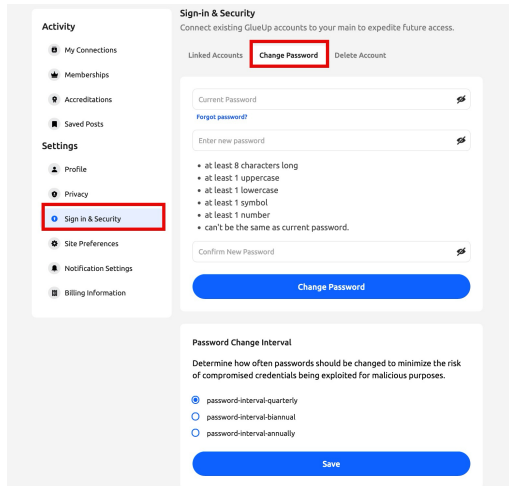 Activity
My Connections
Memberships
Accreditations
Saved Posts
Settings
Profile
Privacy
Sign in & Security
Site Preferences
Notification Settings
Billing Information
Sign-in & Security
Connect existing GlueUp accounts to your main to expedite future access.
Linked Accounts
Change Password
Delete Account
Current Password
Forgot password?
Enter new password
• at least 8 characters long
• at least 1 uppercase
• at least 1 lowercase
• at least 1 symbol
• at least 1 number
• can't be the same as current password.
Confirm New Password
Change Password
Password Change Interval
Determine how often passwords should be changed to minimize the risk
of compromised credentials being exploited for malicious purposes.
password-interval-quarterly
password-interval-biannual
password-interval-annually
Save